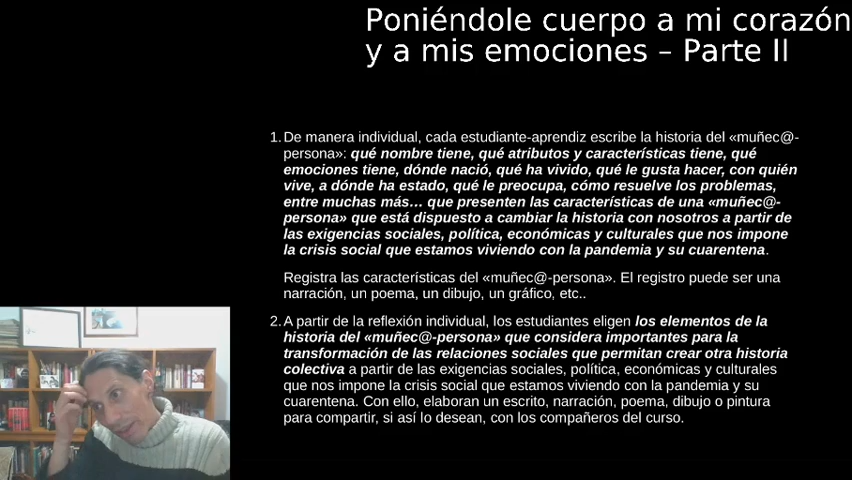 Poniéndole cuerpo a mi corazón
y a mis emociones – Parte II
1. De manera individual, cada estudiante-aprendiz escribe la historia del «muñec@-
persona»: qué nombre tiene, qué atributos y características tiene, qué
emociones tiene, dónde nació, qué ha vivido, qué le gusta hacer, con quién
vive, a dónde ha estado, qué le preocupa, cómo resuelve los problemas,
entre muchas más… que presenten las características de una «muñec@-
persona» que está dispuesto a cambiar la historia con nosotros a partir de
las exigencias sociales, política, económicas y culturales que nos impone
la crisis social que estamos viviendo con la pandemia y su cuarentena.
Registra las características del «muñec@-persona». El registro puede ser una
narración, un poema, un dibujo, un gráfico, etc..
2. A partir de la reflexión individual, los estudiantes eligen los elementos de la
historia del «muñec@-persona» que considera importantes para la
transformación de las relaciones sociales que permitan crear otra historia
colectiva a partir de las exigencias sociales, política, económicas y culturales
que nos impone la crisis social que estamos viviendo con la pandemia y su
cuarentena. Con ello, elaboran un escrito, narración, poema, dibujo o pintura
para compartir, si así lo desean, con los compañeros del curso.